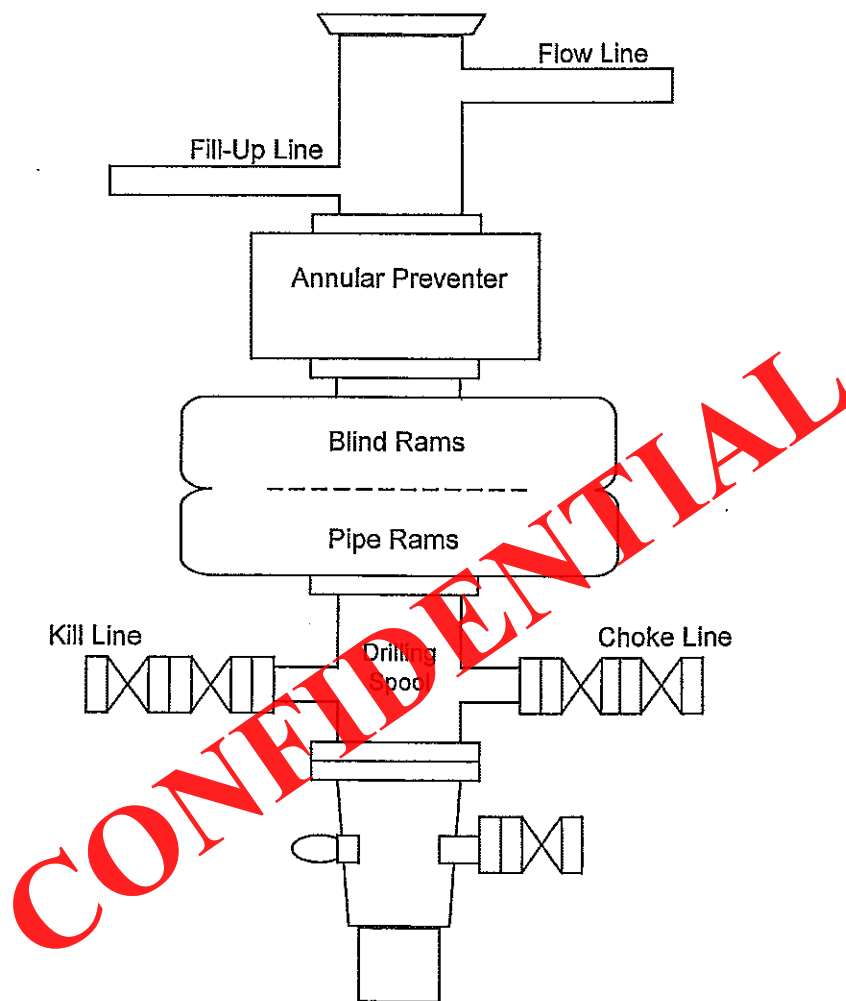 Flow Line
Fill-Up Line
Annular Preventer
Blind Rams
Pipe Rams
Kill Line
Choke Line
Drilling
Spool
CONFIDENTIAL